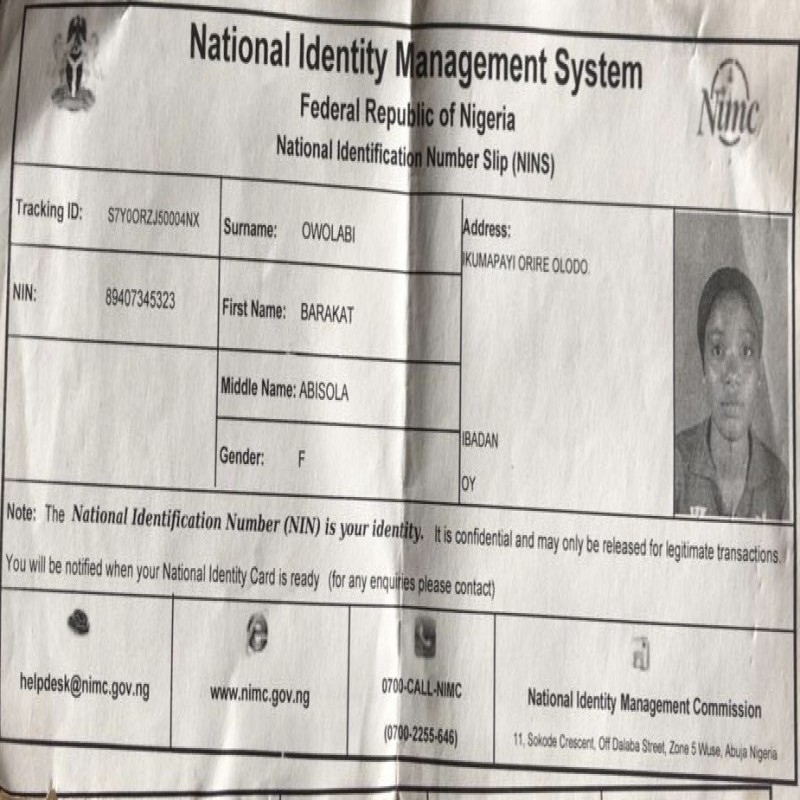 National Identity Management System
Federal Republic of Nigeria
National Identification Number Slip (NINS)
Nimc
Tracking ID: S7Y0ORZJ50004NX
Surname: OWOLABI
Address:
IKUMAPAYI ORIRE OLODO
NIN: 89407345323
First Name: BARAKAT
Middle Name: ABISOLA
IBADAN
Gender: F
OY
Note: The National Identification Number (NIN) is your identity. It is confidential and may only be released for legitimate transactions.
You will be notified when your National Identity Card is ready (for any enquiries please contact)
helpdesk@nimc.gov.ng
www.nimc.gov.ng
0700-CALL-NIMC
(0700-2255-646)
National Identity Management Commission
11, Sokode Crescent, Off Dalaba Street, Zone 5 Wuse, Abuja Nigeria